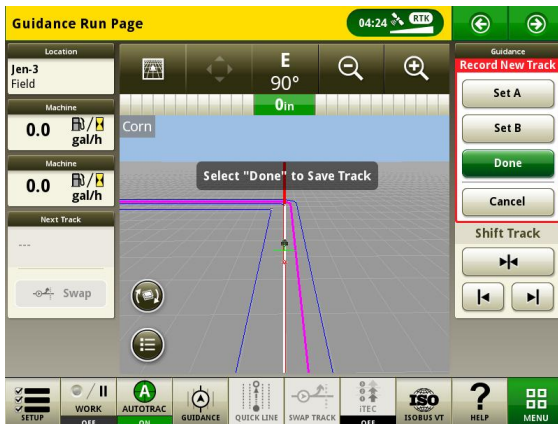 Guidance Run Page
04:24 RTK
Location
Jen-3
Field
Machine
0.0
gal/h
Machine
0.0
gal/h
Next Track
---
Swap
E
90°
0in
Corn
Select "Done" to Save Track
Guidance
Record New Track
Set A
Set B
Done
Cancel
Shift Track
SETUP
WORK
OFF
A
AUTOTRAC
ON
GUIDANCE
QUICK LINE
SWAP TRACK
iTEC
OFF
ISO
ISOBUS VT
?
HELP
MENU